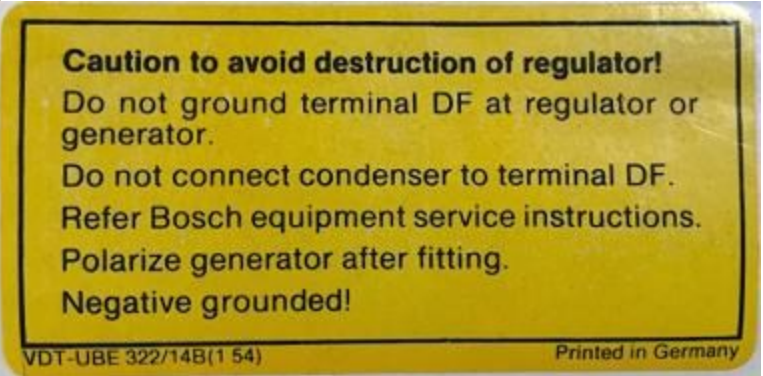 Caution to avoid destruction of regulator!
Do not ground terminal DF at regulator or
generator.
Do not connect condenser to terminal DF.
Refer Bosch equipment service instructions.
Polarize generator after fitting.
Negative grounded!
VDT-UBE 322/14B(1 54)
Printed in Germany